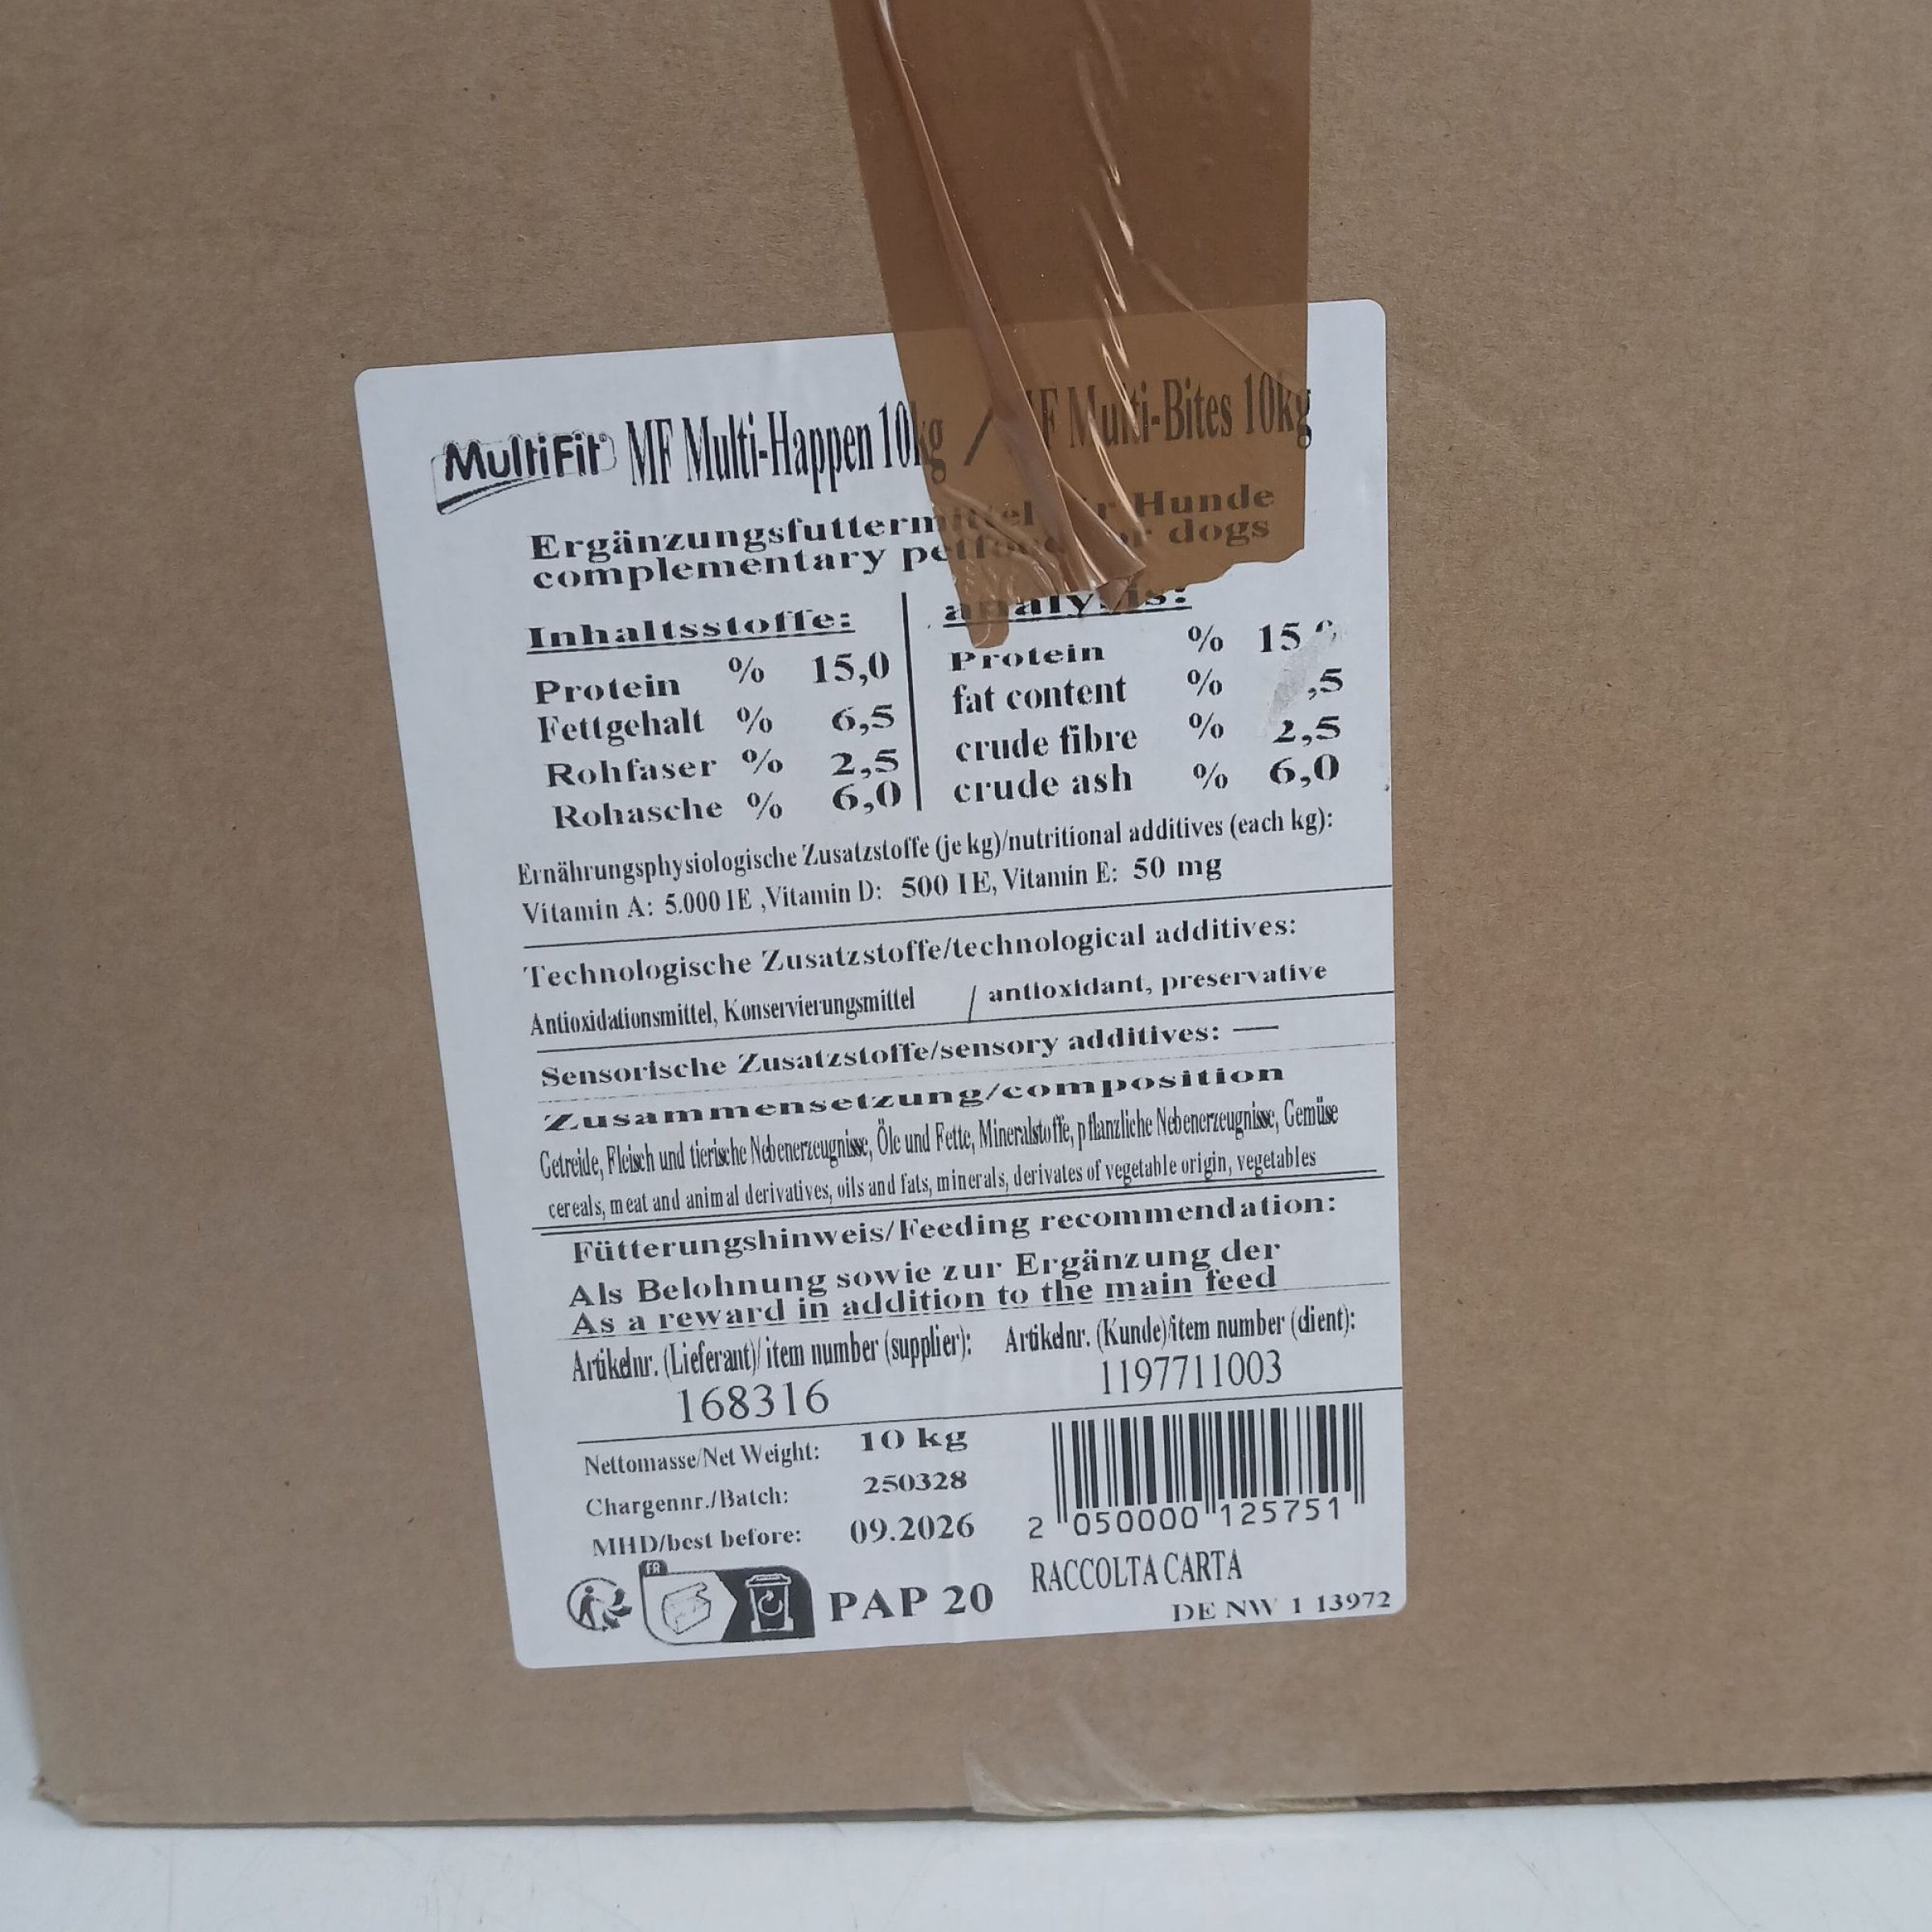 MultiFit MF Multi-Happen 10kg / MF Multi-Bites 10kg
Ergänzungsfuttermittel für Hunde
complementary petfood for dogs
Inhaltsstoffe: analysis:
Protein % 15,0 Protein % 15
Fettgehalt % 6,5 fat content % ,5
Rohfaser % 2,5 crude fibre % 2,5
Rohasche % 6,0 crude ash % 6,0
Ernährungsphysiologische Zusatzstoffe (je kg)/nutritional additives (each kg):
Vitamin A: 5.000 IE ,Vitamin D: 500 IE, Vitamin E: 50 mg
Technologische Zusatzstoffe/technological additives:
Antioxidationsmittel, Konservierungsmittel / antioxidant, preservative
Sensorische Zusatzstoffe/sensory additives: —
Zusammensetzung/composition
Getreide, Fleisch und tierische Nebenerzeugnisse, Öle und Fette, Mineralstoffe, pflanzliche Nebenerzeugnisse, Gemüse
cereals, meat and animal derivatives, oils and fats, minerals, derivates of vegetable origin, vegetables
Fütterungshinweis/Feeding recommendation:
Als Belohnung sowie zur Ergänzung der
As a reward in addition to the main feed
Artikelnr. (Lieferant)/ item number (supplier): Artikelnr. (Kunde)/item number (client):
168316 1197711003
Nettomasse/Net Weight: 10 kg
Chargennr./Batch: 250328
MHD/best before: 09.2026
2 050000 125751
FR
PAP 20
RACCOLTA CARTA
DE NW 1 13972